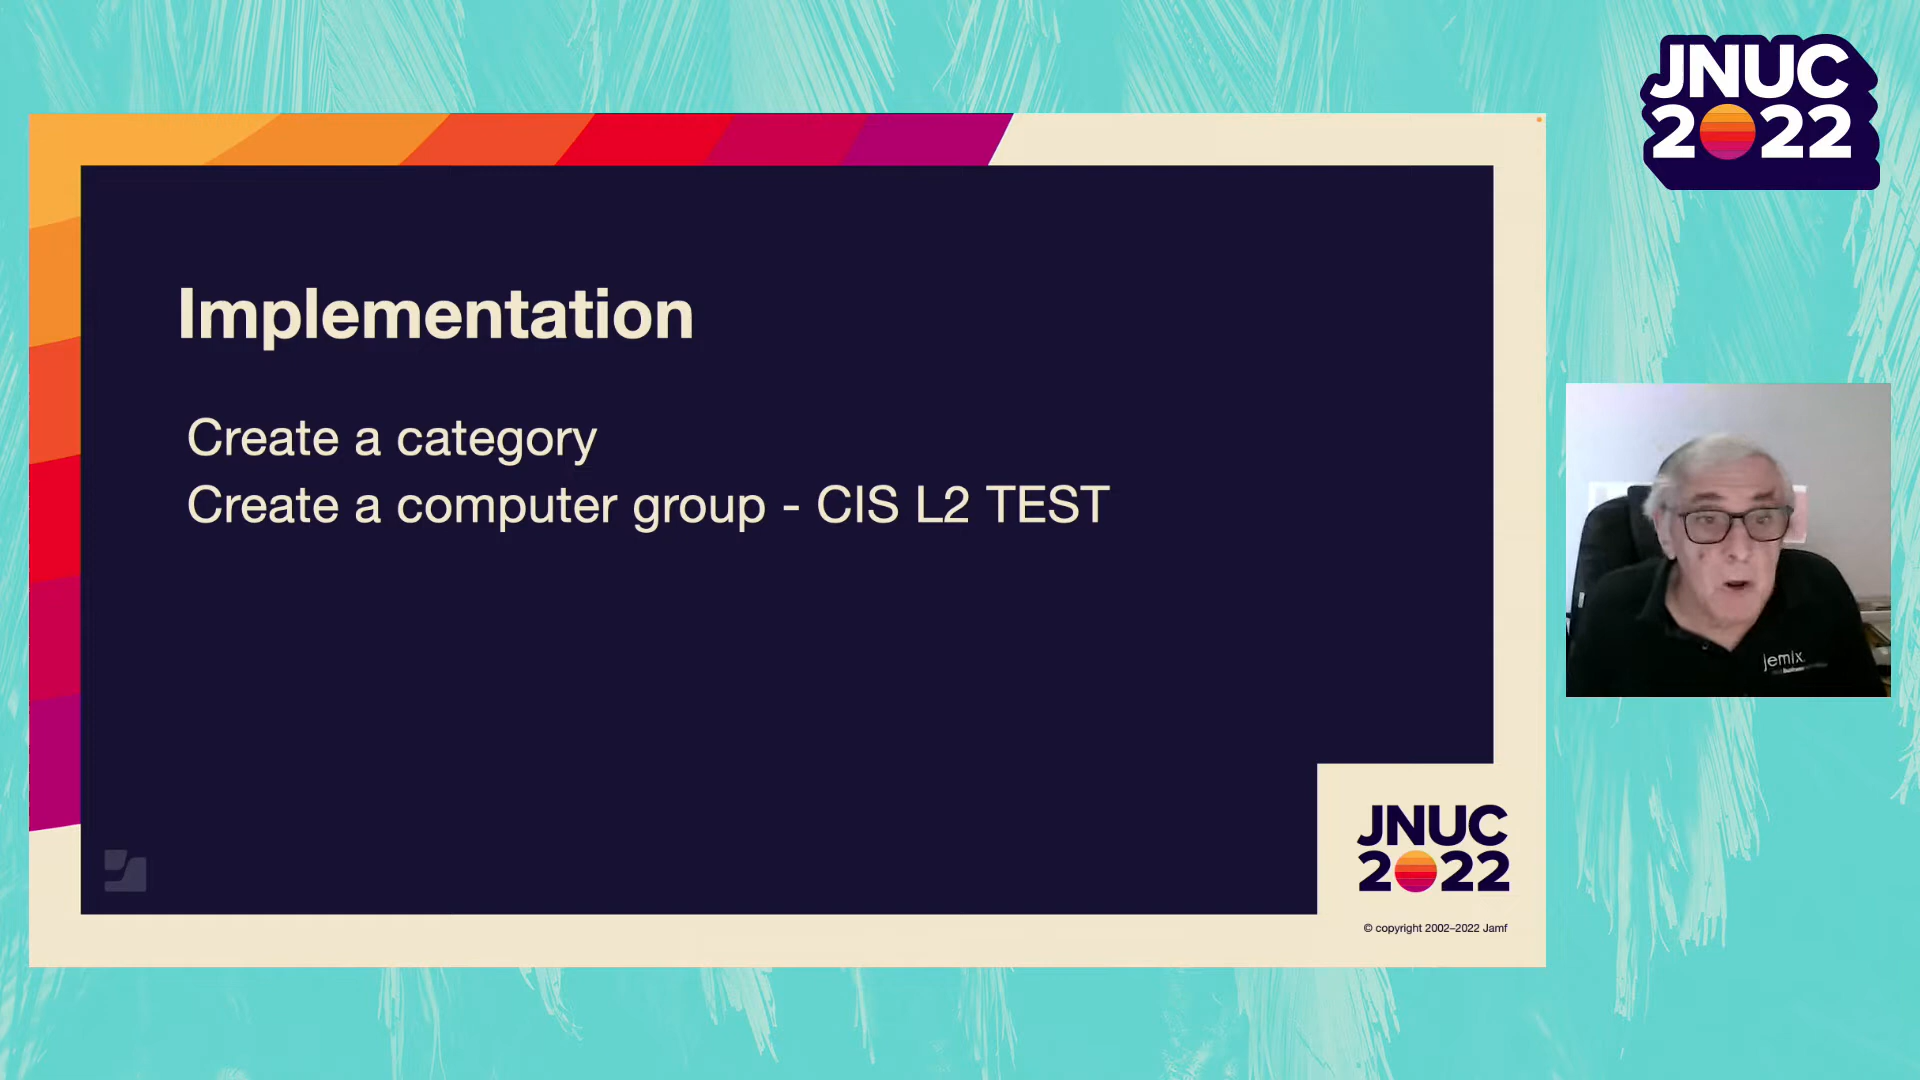 JNUC
2022
Implementation
Create a category
Create a computer group - CIS L2 TEST
jemix
JNUC
2022
© copyright 2002–2022 Jamf